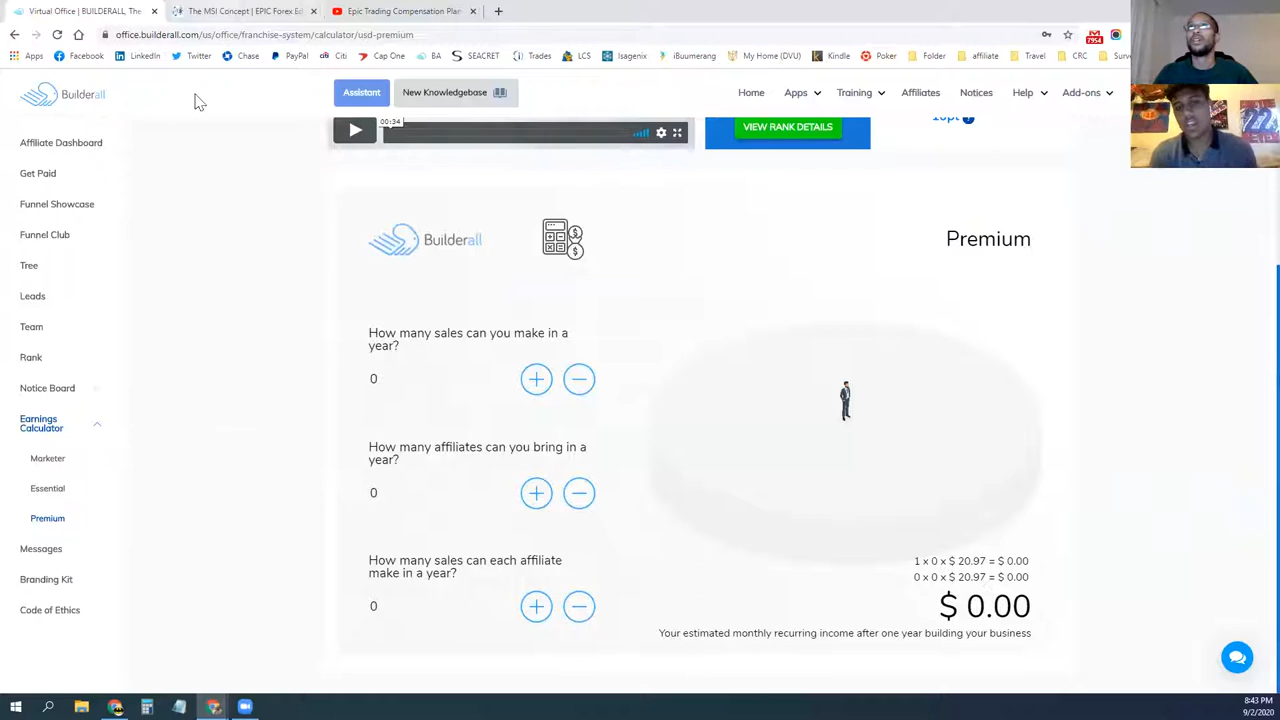 Virtual Office | BUILDERALL, The
The MSI Concept | EPIC Forex Ed
Epic Trading Compensation Plan
office.builderall.com/us/office/franchise-system/calculator/usd-premium
7954
Apps
Facebook
LinkedIn
Twitter
Chase
PayPal
Citi
Cap One
BA
SEACRET
Trades
LCS
Isagenix
iBuumerang
My Home (DVU)
Kindle
Poker
Folder
affiliate
Travel
CRC
Surve
Builderall
Assistant
New Knowledgebase
Home
Apps
Training
Affiliates
Notices
Help
Add-ons
00:34
VIEW RANK DETAILS
Affiliate Dashboard
Get Paid
Funnel Showcase
Funnel Club
Tree
Leads
Team
Rank
Notice Board
Earnings
Calculator
Marketer
Essential
Premium
Messages
Branding Kit
Code of Ethics
Builderall
Premium
How many sales can you make in a
year?
0
How many affiliates can you bring in a
year?
0
How many sales can each affiliate
make in a year?
0
1 x 0 x $ 20.97 = $ 0.00
0 x 0 x $ 20.97 = $ 0.00
$ 0.00
Your estimated monthly recurring income after one year building your business
8:43 PM
9/2/2020